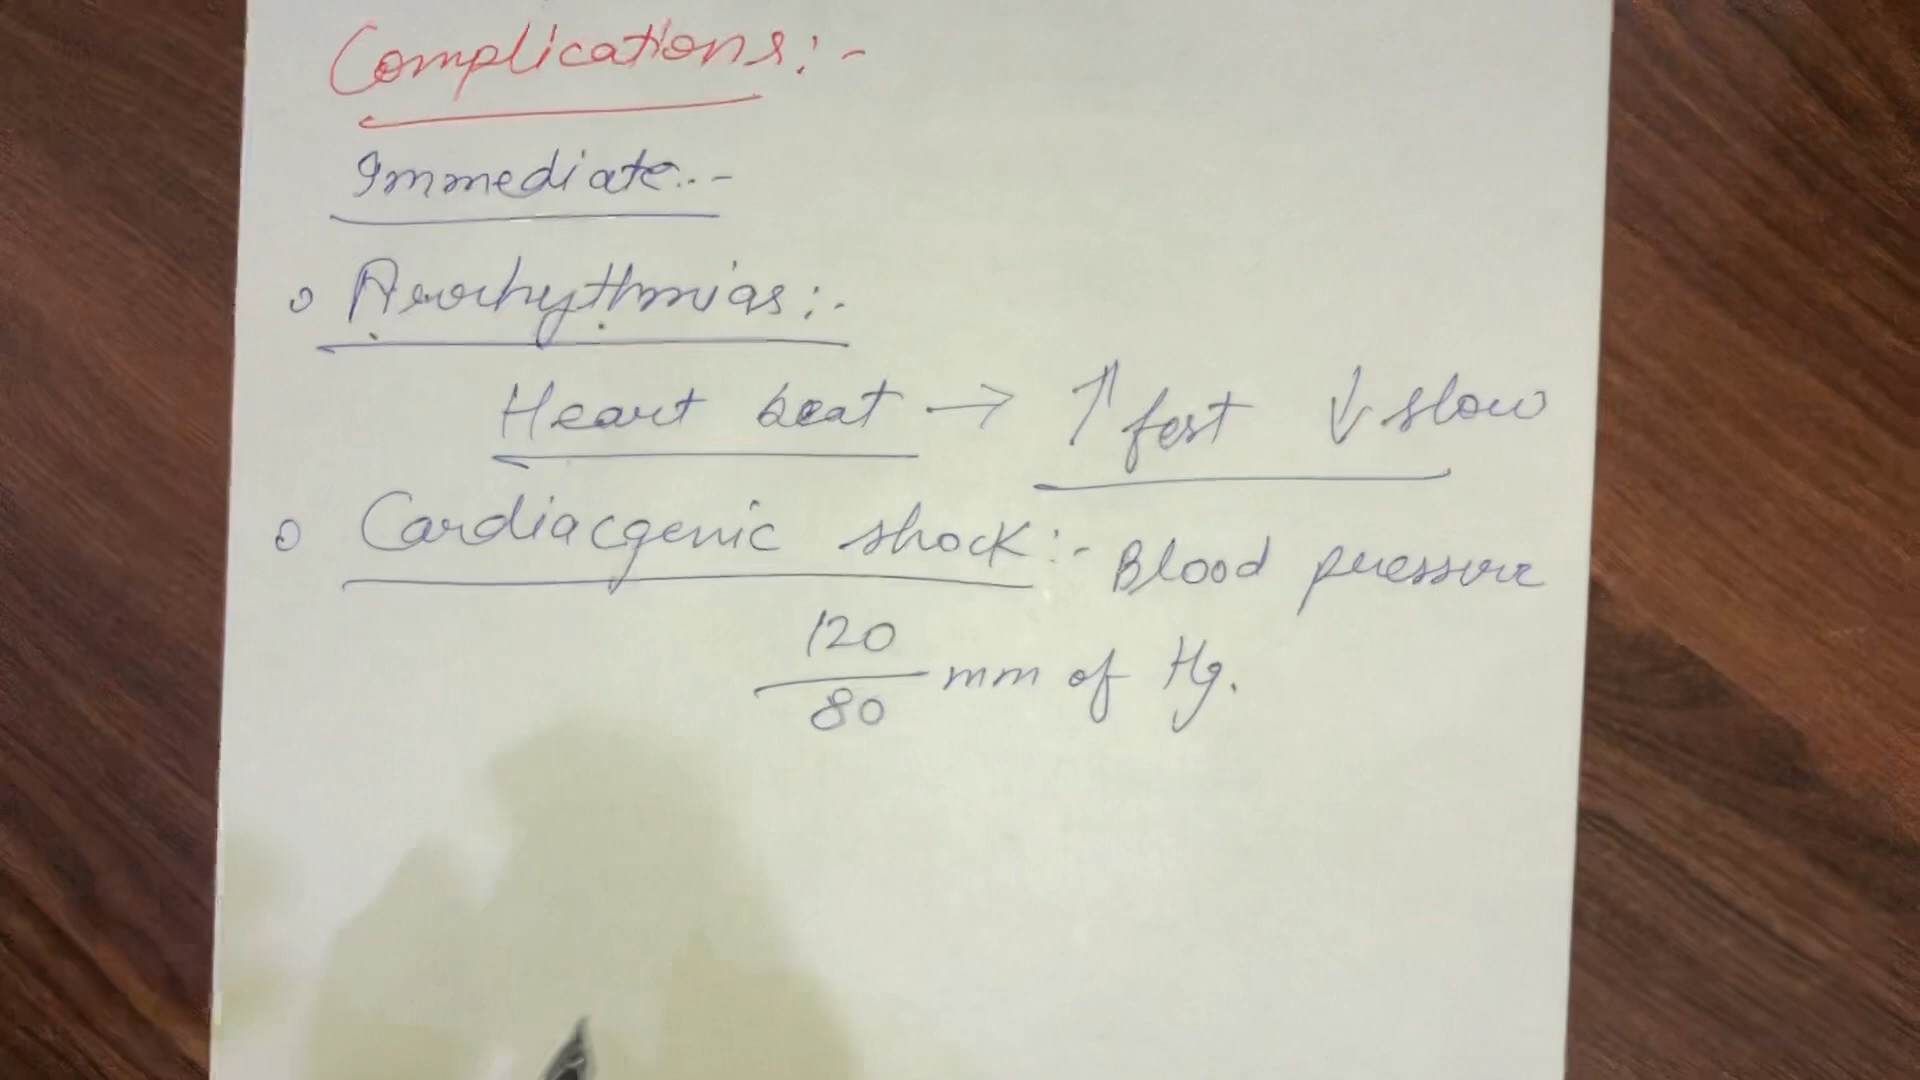 Complications:-
Immediate:-
Arrhythmias:-
Heart beat → ↑ fast ↓ slow
Cardiacgenic shock:- Blood pressure
120
80 mm of Hg.